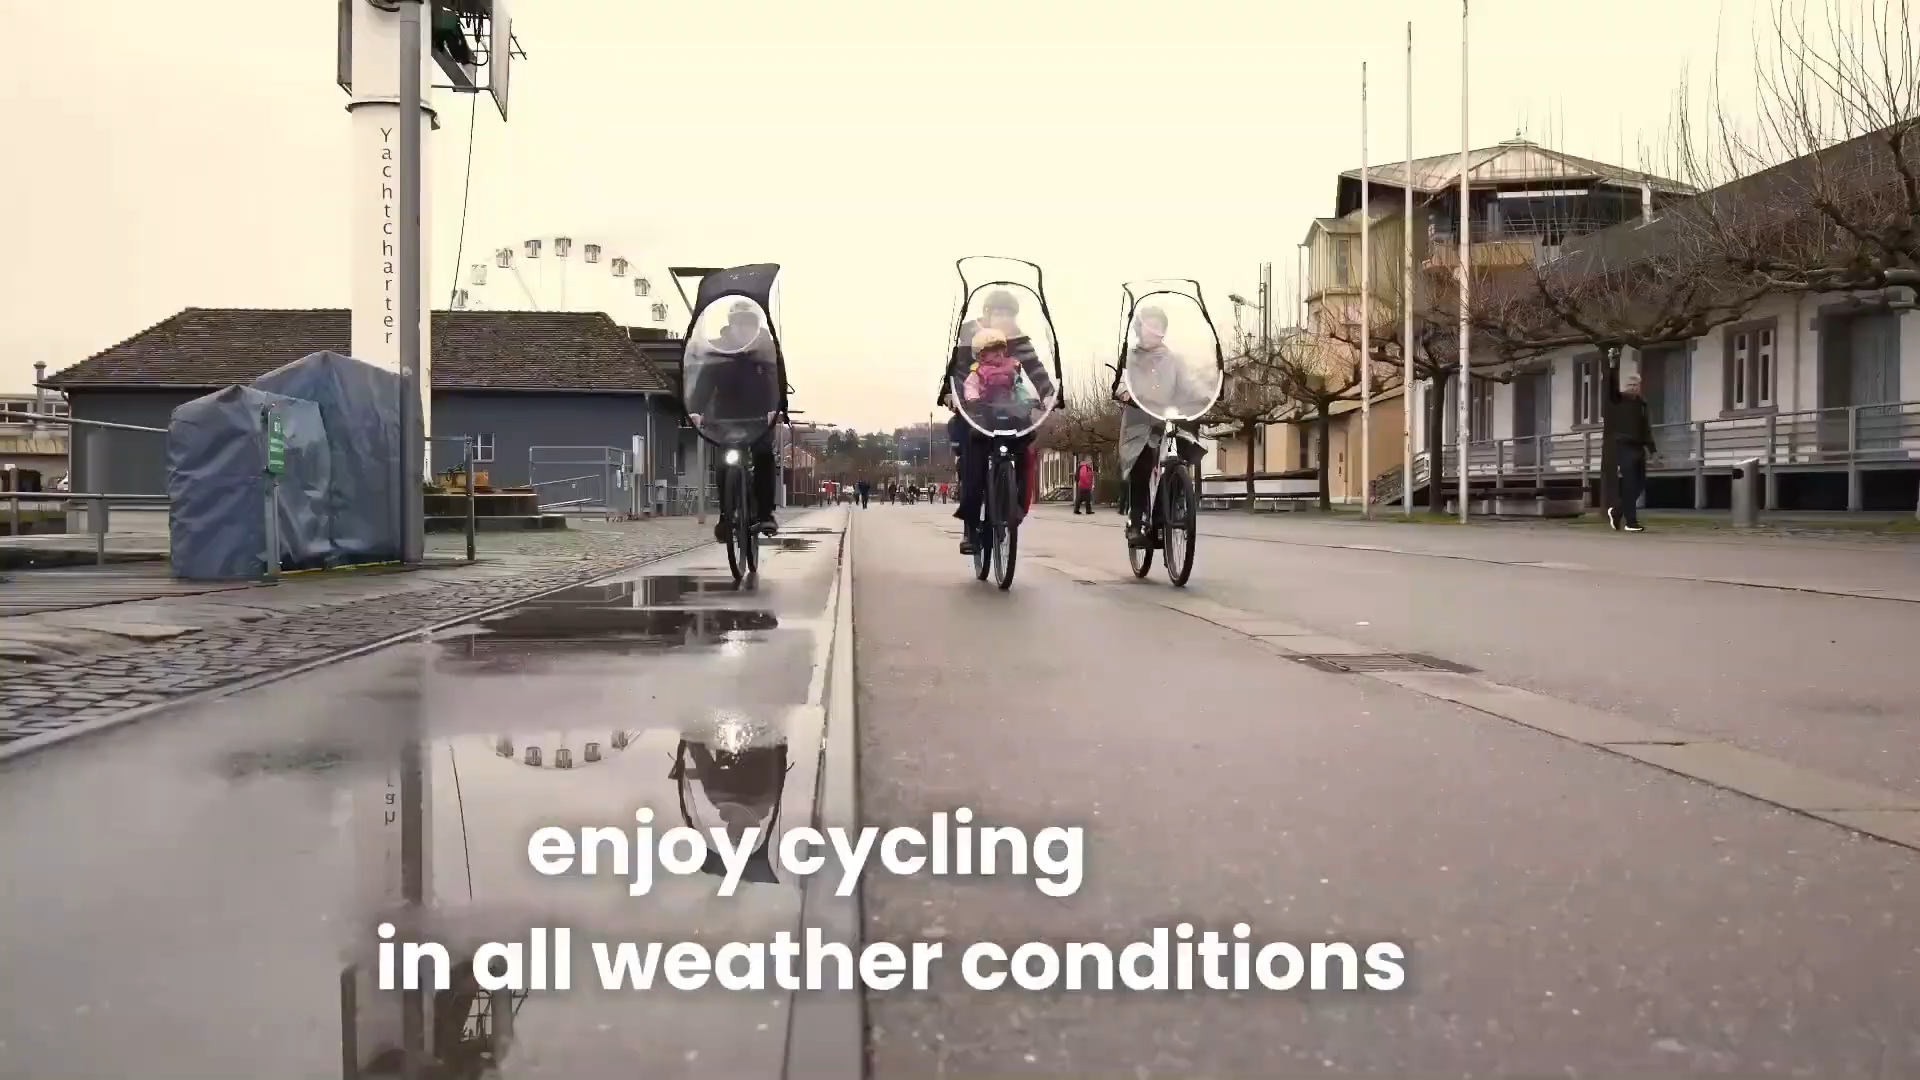 Yachtcharter
enjoy cycling
in all weather conditions